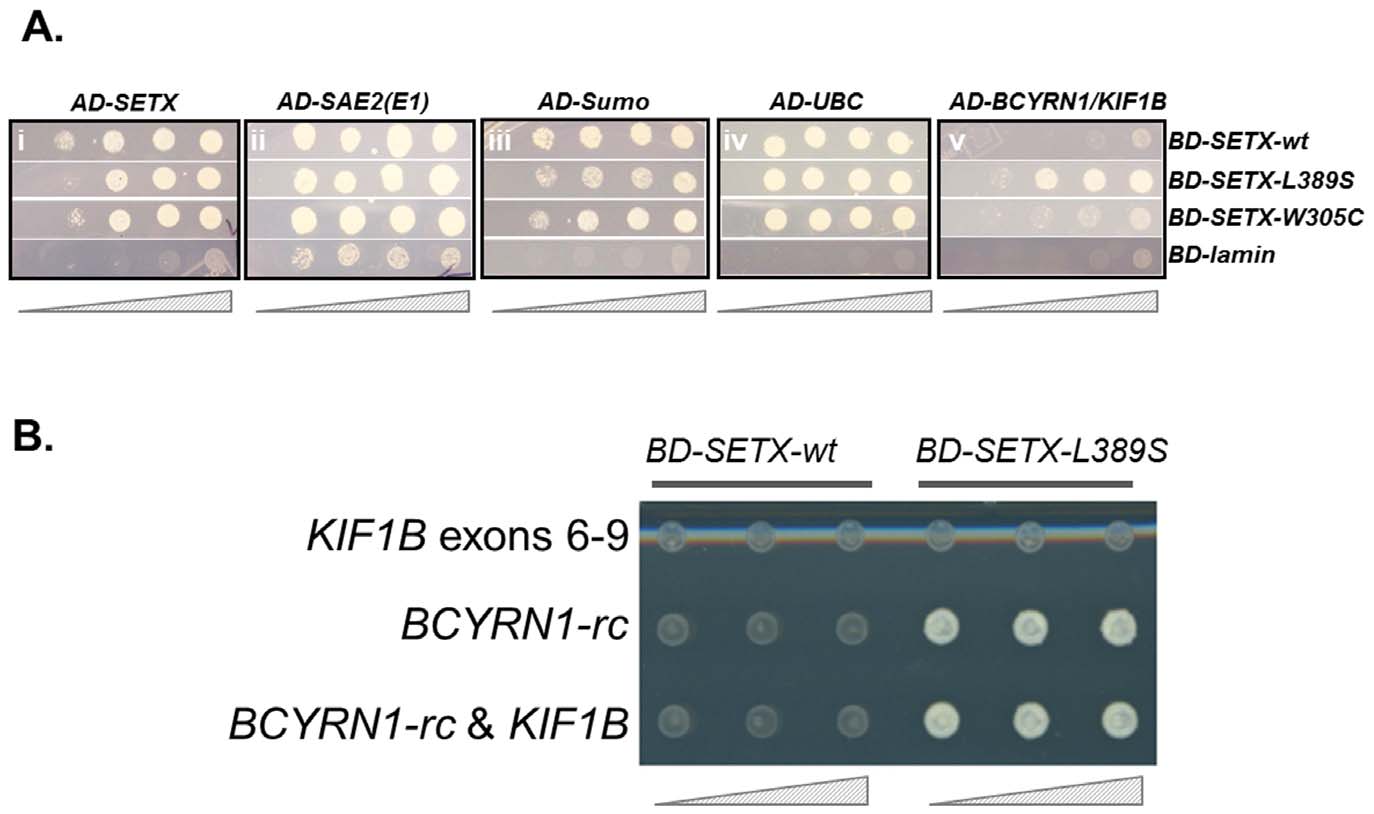 A.
AD-SETX AD-SAE2(E1) AD-Sumo AD-UBC AD-BCYRN1/KIF1B
i ii iii iv v BD-SETX-wt
BD-SETX-L389S
BD-SETX-W305C
BD-lamin
B.
BD-SETX-wt BD-SETX-L389S
KIF1B exons 6-9
BCYRN1-rc
BCYRN1-rc & KIF1B